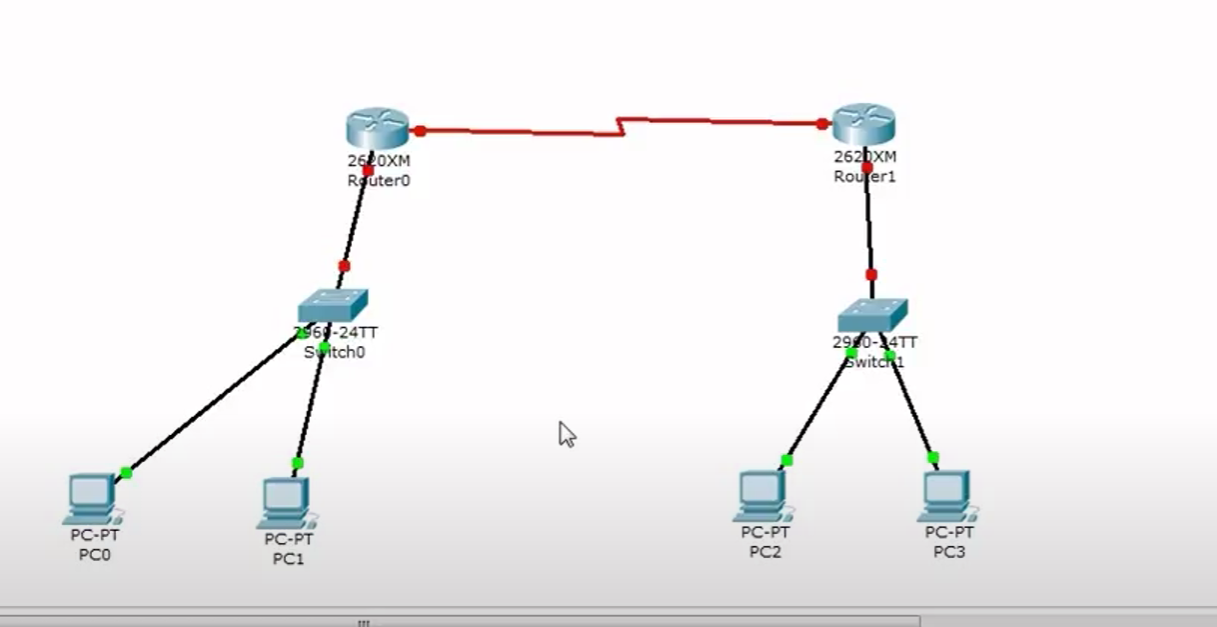 2620XM
Router0
2620XM
Router1
2960-24TT
Switch0
2960-24TT
Switch1
PC-PT
PC0
PC-PT
PC1
PC-PT
PC2
PC-PT
PC3